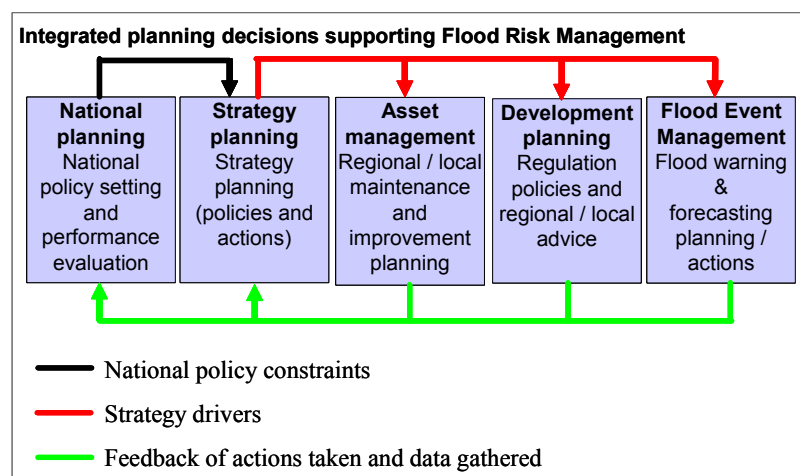 Integrated planning decisions supporting Flood Risk Management
National
planning
National
policy setting
and
performance
evaluation
Strategy
planning
Strategy
planning
(policies and
actions)
Asset
management
Regional / local
maintenance
and
improvement
planning
Development
planning
Regulation
policies and
regional / local
advice
Flood Event
Management
Flood warning
&
forecasting
planning /
actions
National policy constraints
Strategy drivers
Feedback of actions taken and data gathered